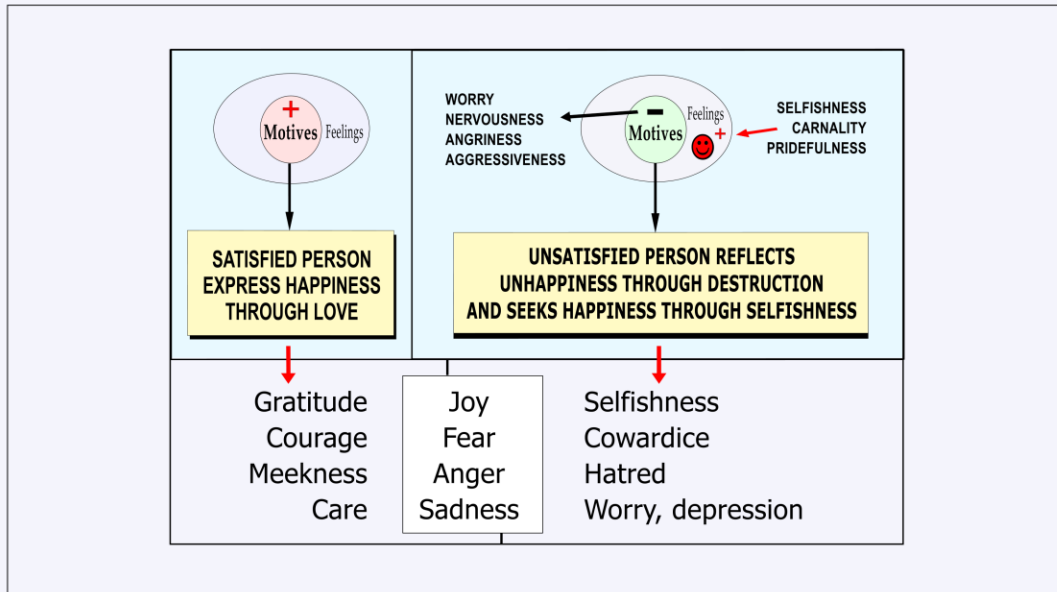 +
Motives Feelings
SATISFIED PERSON
EXPRESS HAPPINESS
THROUGH LOVE
WORRY
NERVOUSNESS
ANGRINESS
AGGRESSIVENESS
-
Motives
Feelings
+
SELFISHNESS
CARNALITY
PRIDEFULNESS
UNSATISFIED PERSON REFLECTS
UNHAPPINESS THROUGH DESTRUCTION
AND SEEKS HAPPINESS THROUGH SELFISHNESS
Gratitude Joy Selfishness
Courage Fear Cowardice
Meekness Anger Hatred
Care Sadness Worry, depression